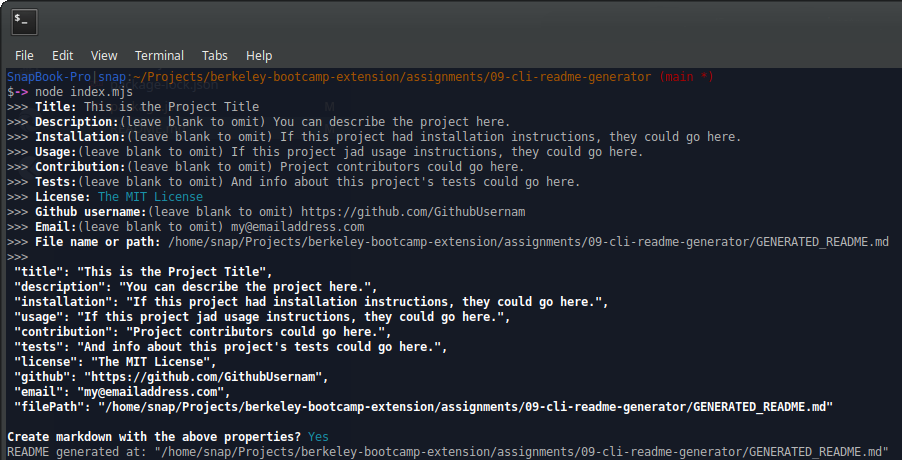 $_
File Edit View Terminal Tabs Help
SnapBook-Pro|snap:~/Projects/berkeley-bootcamp-extension/assignments/09-cli-readme-generator (main *)
$-> node index.mjs
>>> Title: This is the Project Title
>>> Description:(leave blank to omit) You can describe the project here.
>>> Installation:(leave blank to omit) If this project had installation instructions, they could go here.
>>> Usage:(leave blank to omit) If this project jad usage instructions, they could go here.
>>> Contribution:(leave blank to omit) Project contributors could go here.
>>> Tests:(leave blank to omit) And info about this project's tests could go here.
>>> License: The MIT License
>>> Github username:(leave blank to omit) https://github.com/GithubUsernam
>>> Email:(leave blank to omit) my@emailaddress.com
>>> File name or path: /home/snap/Projects/berkeley-bootcamp-extension/assignments/09-cli-readme-generator/GENERATED_README.md
>>>
"title": "This is the Project Title",
"description": "You can describe the project here.",
"installation": "If this project had installation instructions, they could go here.",
"usage": "If this project jad usage instructions, they could go here.",
"contribution": "Project contributors could go here.",
"tests": "And info about this project's tests could go here.",
"license": "The MIT License"
"github": "https://github.com/GithubUsernam",
"email": "my@emailaddress.com",
"filePath": "/home/snap/Projects/berkeley-bootcamp-extension/assignments/09-cli-readme-generator/GENERATED_README.md"
Create markdown with the above properties? Yes
README generated at: "/home/snap/Projects/berkeley-bootcamp-extension/assignments/09-cli-readme-generator/GENERATED_README.md"